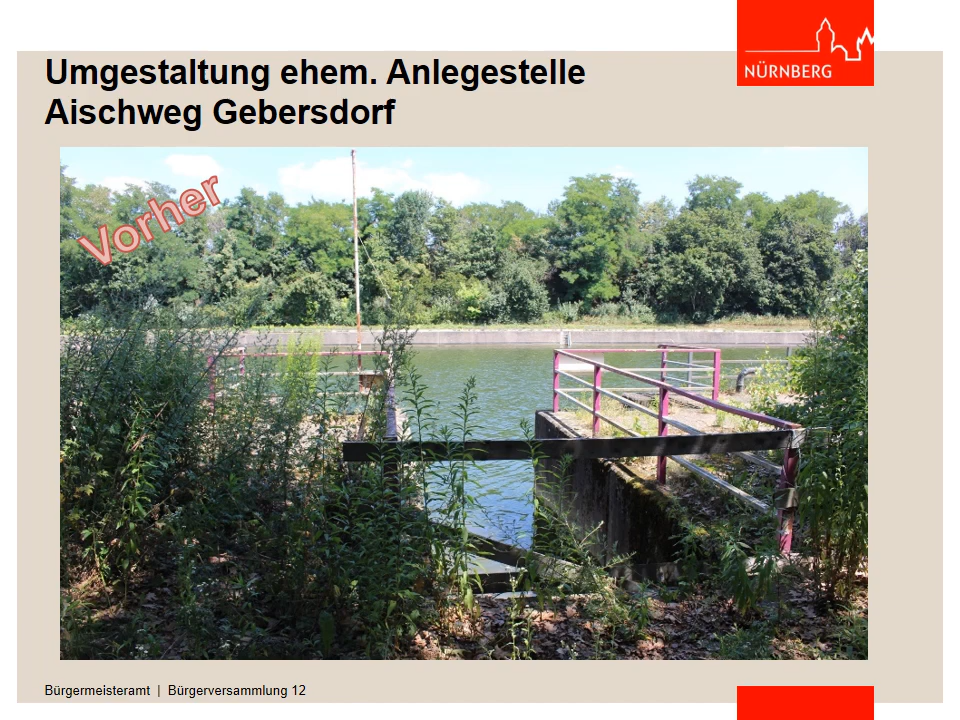 NÜRNBERG
Umgestaltung ehem. Anlegestelle
Aischweg Gebersdorf
Vorher
Bürgermeisteramt | Bürgerversammlung 12